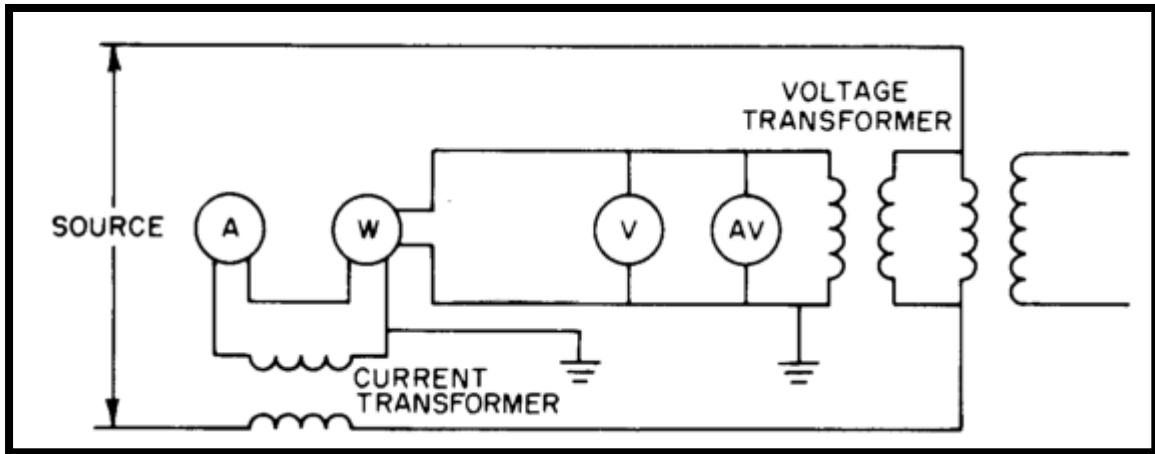 VOLTAGE
TRANSFORMER
SOURCE
A
W
V
AV
CURRENT
TRANSFORMER